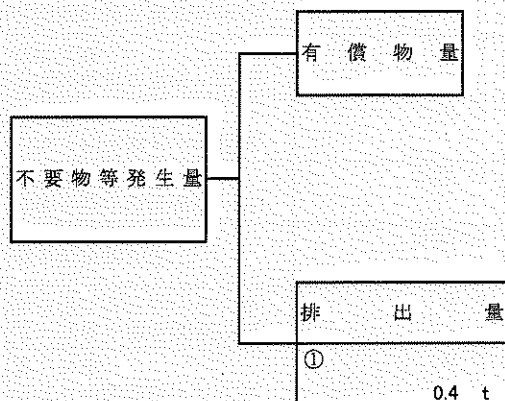 有償物量
不要物等発生量
排出量
①
0.4 t